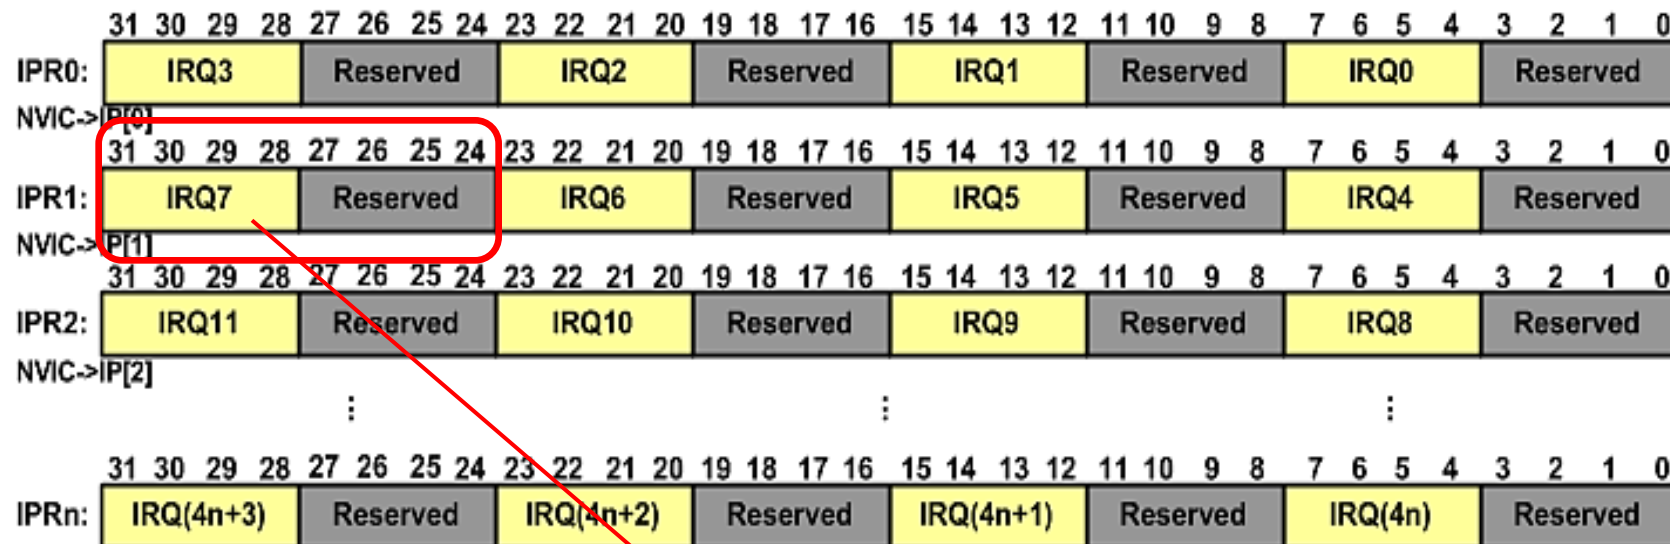 31 30 29 28 27 26 25 24 23 22 21 20 19 18 17 16 15 14 13 12 11 10 9 8 7 6 5 4 3 2 1 0
IPR0: IRQ3 Reserved IRQ2 Reserved IRQ1 Reserved IRQ0 Reserved
NVIC->IP[0]
31 30 29 28 27 26 25 24 23 22 21 20 19 18 17 16 15 14 13 12 11 10 9 8 7 6 5 4 3 2 1 0
IPR1: IRQ7 Reserved IRQ6 Reserved IRQ5 Reserved IRQ4 Reserved
NVIC->IP[1]
31 30 29 28 27 26 25 24 23 22 21 20 19 18 17 16 15 14 13 12 11 10 9 8 7 6 5 4 3 2 1 0
IPR2: IRQ11 Reserved IRQ10 Reserved IRQ9 Reserved IRQ8 Reserved
NVIC->IP[2]
⋮ ⋮ ⋮
31 30 29 28 27 26 25 24 23 22 21 20 19 18 17 16 15 14 13 12 11 10 9 8 7 6 5 4 3 2 1 0
IPRn: IRQ(4n+3) Reserved IRQ(4n+2) Reserved IRQ(4n+1) Reserved IRQ(4n) Reserved